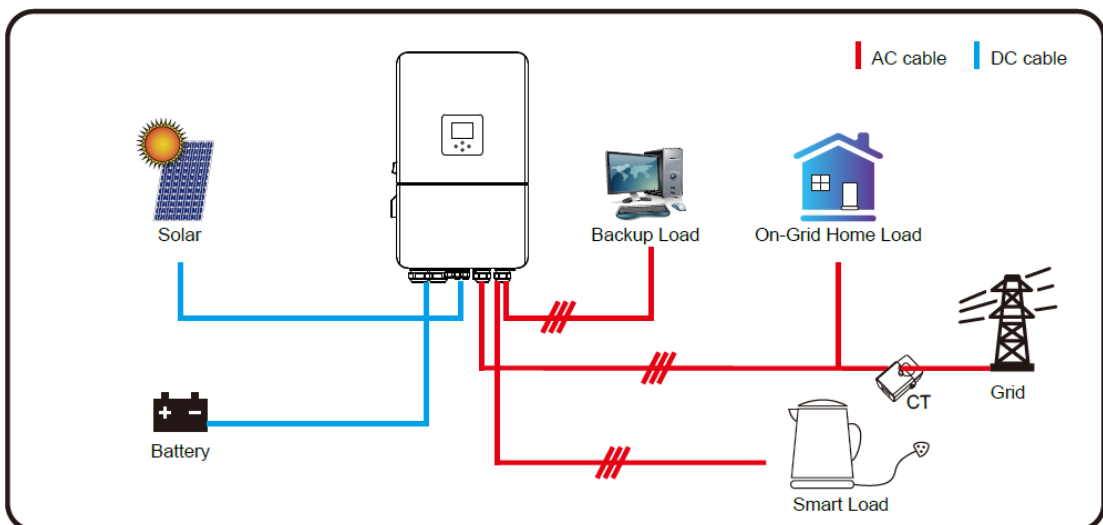 AC cable
DC cable
Solar
Backup Load
On-Grid Home Load
CT
Grid
Battery
Smart Load